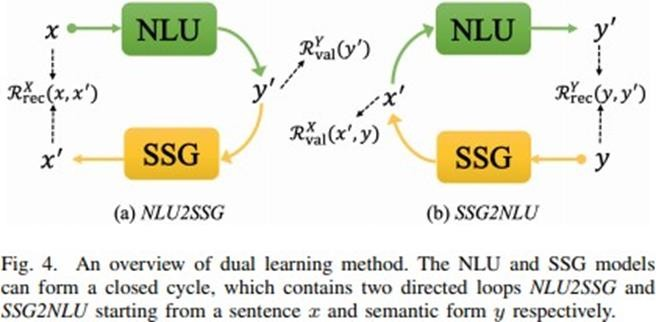 x NLU y′
R^X_rec(x, x′) R^Y_val(y′)
x′ SSG
(a) NLU2SSG
NLU y′
x′ R^Y_rec(y, y′)
R^X_val(x′, y)
SSG y
(b) SSG2NLU
Fig. 4. An overview of dual learning method. The NLU and SSG models
can form a closed cycle, which contains two directed loops NLU2SSG and
SSG2NLU starting from a sentence x and semantic form y respectively.